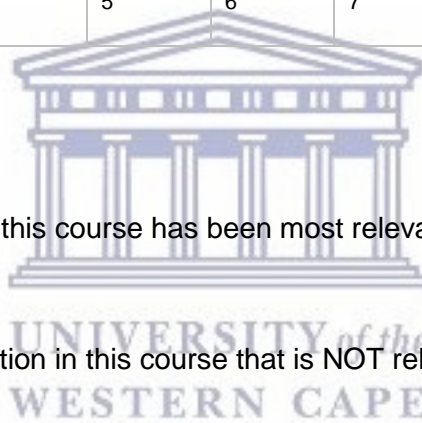 5 6 7
this course has been most releva
UNIVERSITY of the
tion in this course that is NOT rel
WESTERN CAPE